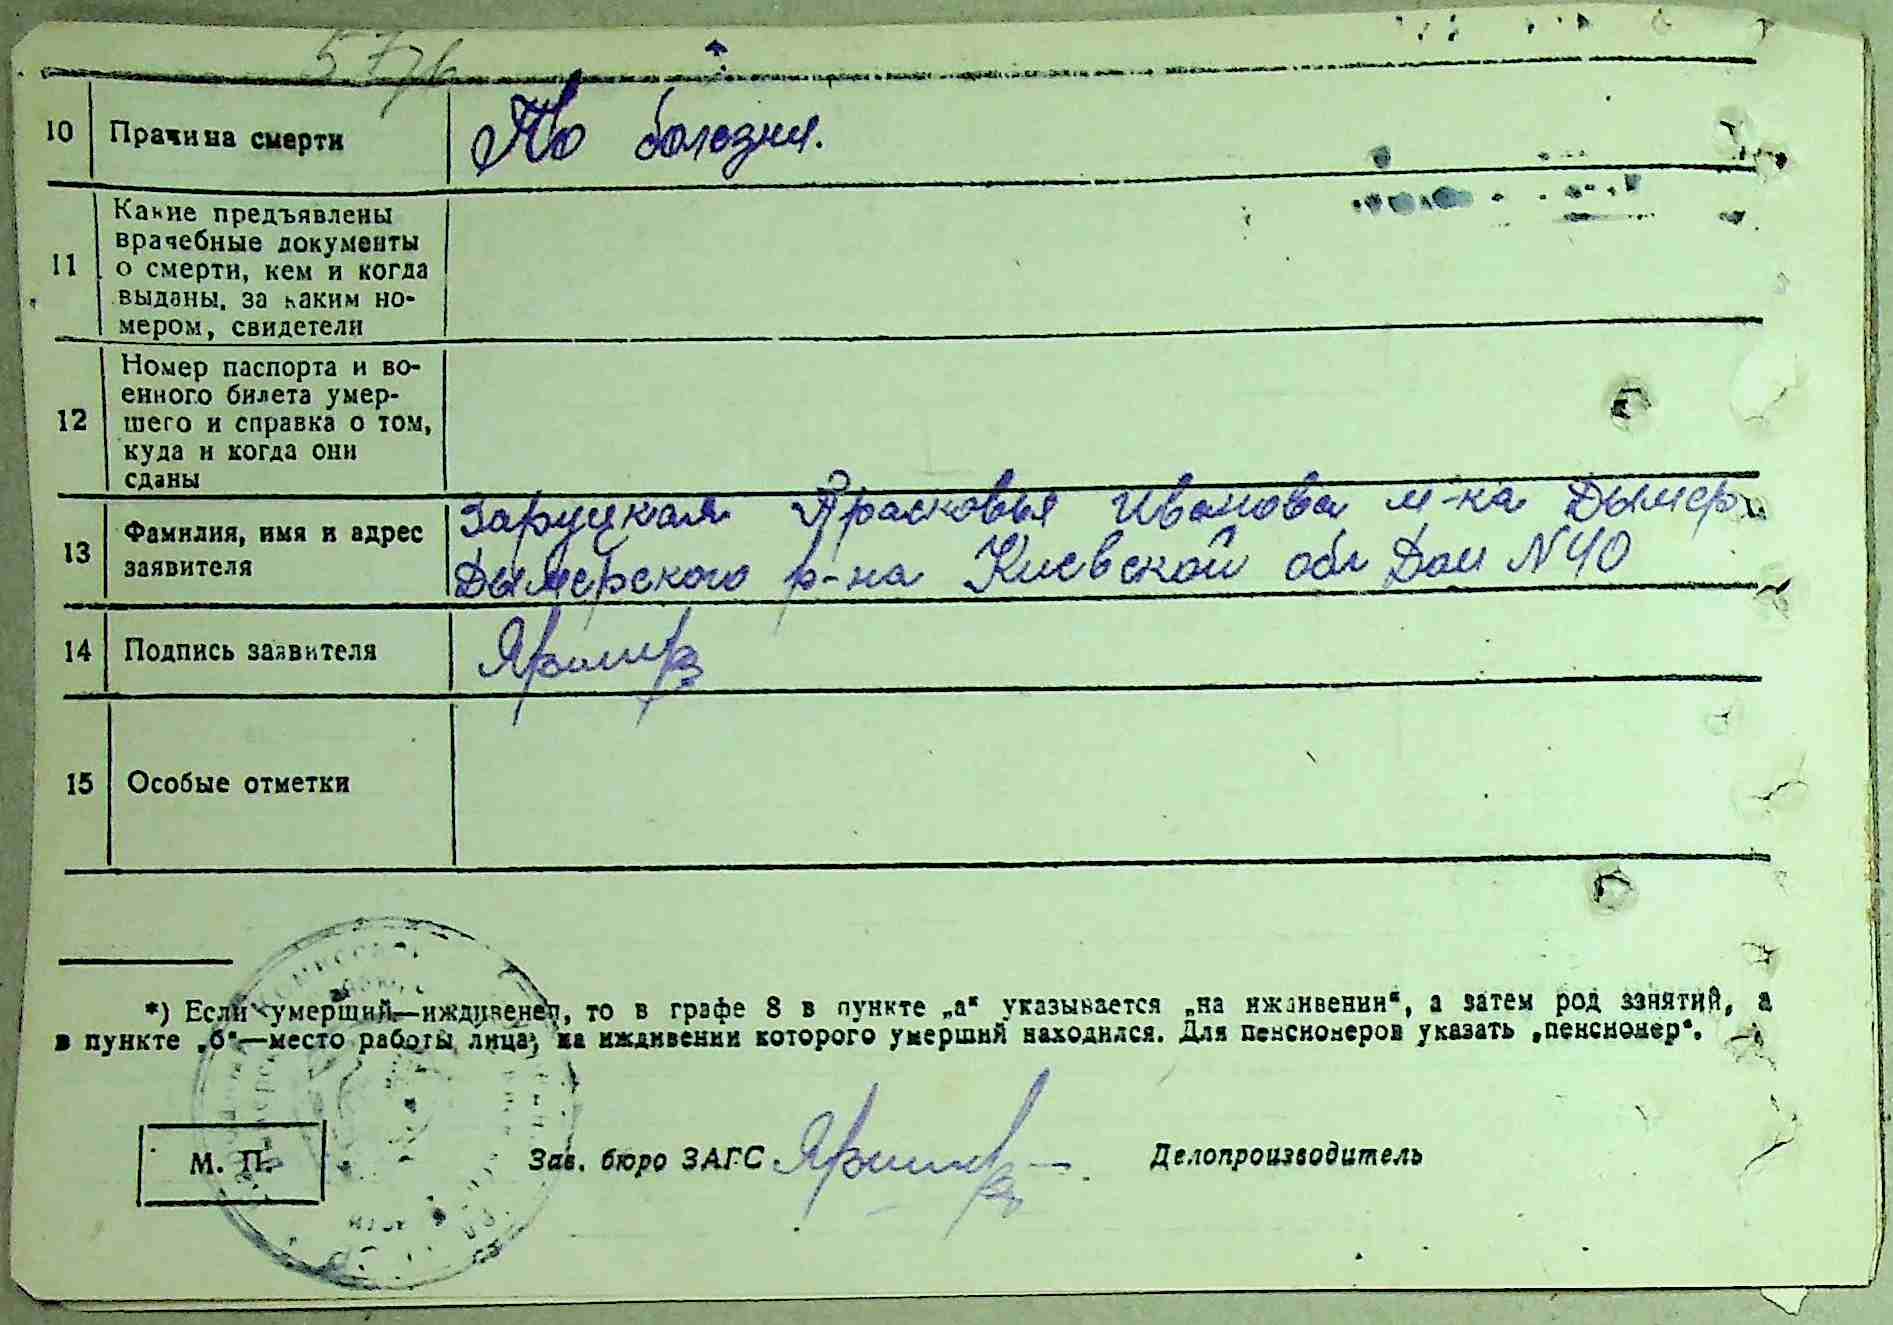 10 Причина смерти По болезни.
11 Какие предъявлены
врачебные документы
о смерти, кем и когда
выданы, за каким но-
мером, свидетели
12 Номер паспорта и во-
енного билета умер-
шего и справка о том,
куда и когда они
сданы
13 Фамилия, имя и адрес
заявителя
Заруцкая Прасковья Иванова м-ка Дымер
Дымерского р-на Киевской обл Дом N 40
14 Подпись заявителя
15 Особые отметки
*) Если умерший—иждивенец, то в графе 8 в пункте „а“ указывается „на иждивении“, а затем род занятий, а
в пункте „б“—место работы лица, на иждивении которого умерший находился. Для пенсионеров указать „пенсионер“.
М. П. Зав. бюро ЗАГС Делопроизводитель